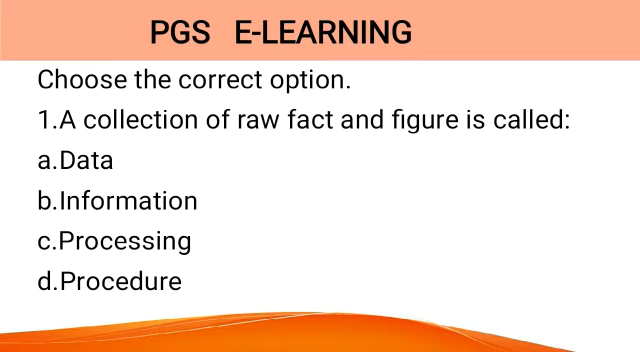 PGS E-LEARNING
Choose the correct option.
1.A collection of raw fact and figure is called:
a.Data
b.Information
c.Processing
d.Procedure